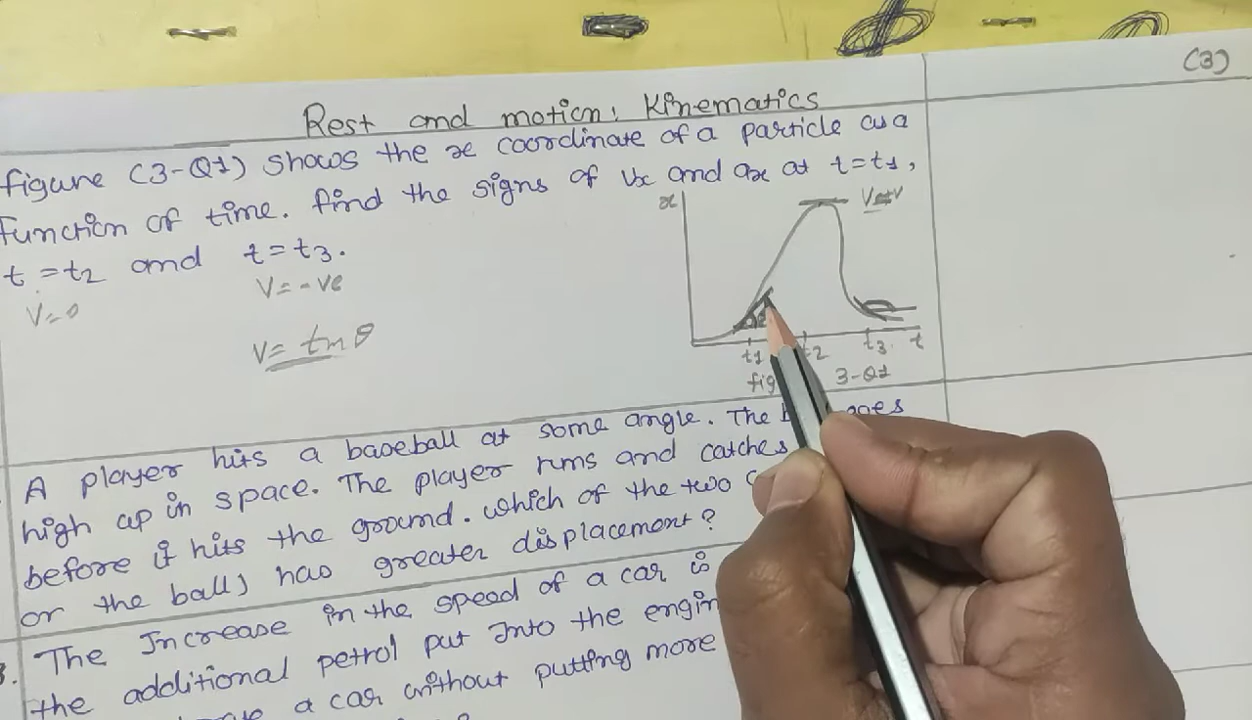 (3)
Rest and motion: Kinematics
figure (3-Q1) shows the x coordinate of a particle as a
function of time. find the signs of vx and ax at t=t1,
t=t2 and t=t3.
V=0
V=-ve
V= tan θ
x
t1
t2
t3
t
3-Q1
A player hits a baseball at some angle. The
high up in space. The player runs and catches
before it hits the ground. which of the two
or the ball) has greater displacement?
3. The Increase in the speed of a car is
the additional petrol put into the
a car without putting more